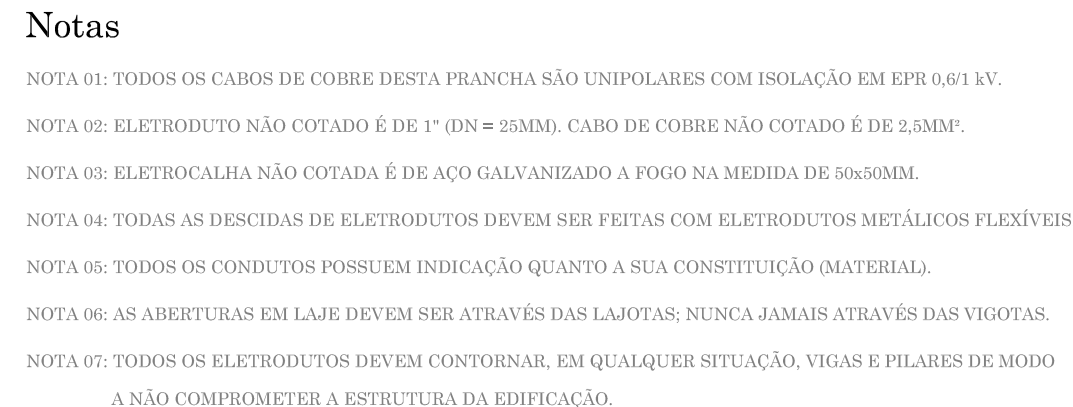 Notas
NOTA 01: TODOS OS CABOS DE COBRE DESTA PRANCHA SÃO UNIPOLARES COM ISOLAÇÃO EM EPR 0,6/1 kV.
NOTA 02: ELETRODUTO NÃO COTADO É DE 1" (DN = 25MM). CABO DE COBRE NÃO COTADO É DE 2,5MM².
NOTA 03: ELETROCALHA NÃO COTADA É DE AÇO GALVANIZADO A FOGO NA MEDIDA DE 50x50MM.
NOTA 04: TODAS AS DESCIDAS DE ELETRODUTOS DEVEM SER FEITAS COM ELETRODUTOS METÁLICOS FLEXÍVEIS
NOTA 05: TODOS OS CONDUTOS POSSUEM INDICAÇÃO QUANTO A SUA CONSTITUIÇÃO (MATERIAL).
NOTA 06: AS ABERTURAS EM LAJE DEVEM SER ATRAVÉS DAS LAJOTAS; NUNCA JAMAIS ATRAVÉS DAS VIGOTAS.
NOTA 07: TODOS OS ELETRODUTOS DEVEM CONTORNAR, EM QUALQUER SITUAÇÃO, VIGAS E PILARES DE MODO
A NÃO COMPROMETER A ESTRUTURA DA EDIFICAÇÃO.